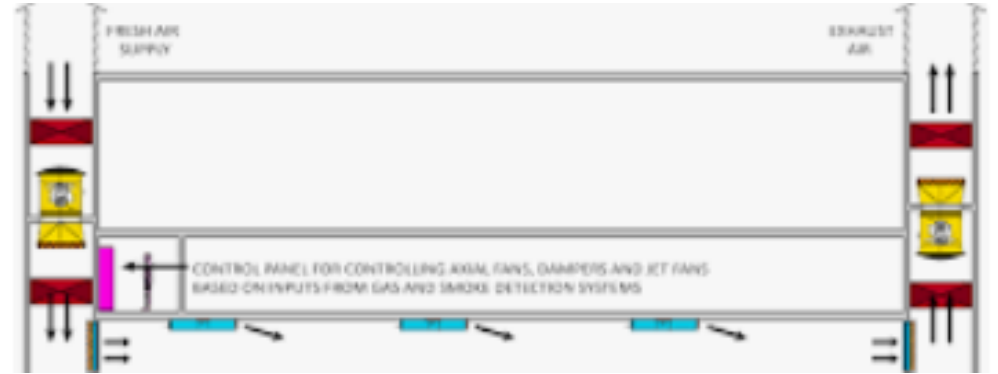 FRESH AIR
SUPPLY
EXHAUST
AIR
CONTROL PANEL FOR CONTROLLING AXIAL FANS, DAMPERS AND JET FANS
BASED ON INPUTS FROM GAS AND SMOKE DETECTION SYSTEMS